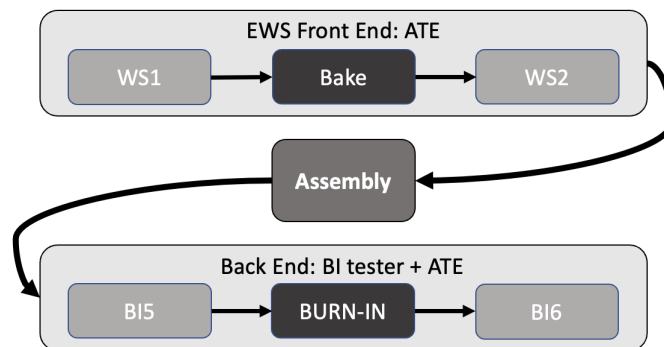 EWS Front End: ATE
WS1
Bake
WS2
Assembly
Back End: BI tester + ATE
BI5
BURN-IN
BI6